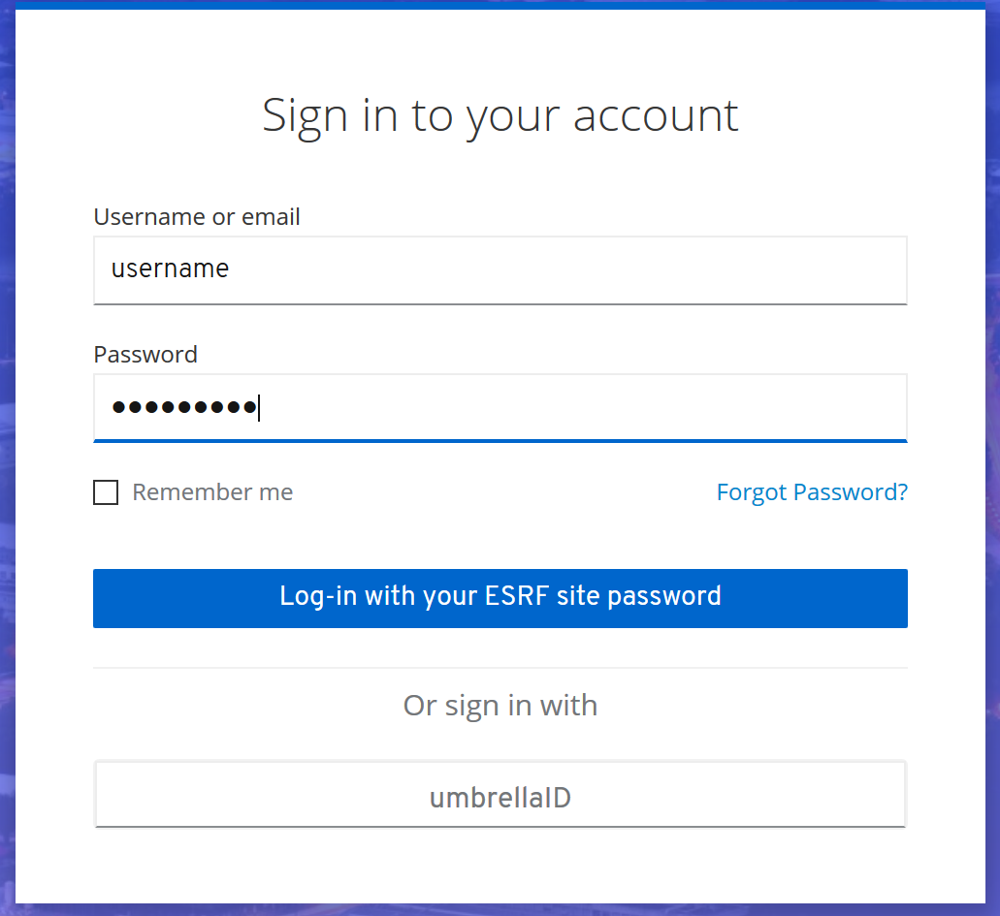 Sign in to your account
Username or email
username
Password
•••••••••
Remember me
Forgot Password?
Log-in with your ESRF site password
Or sign in with
umbrellaID